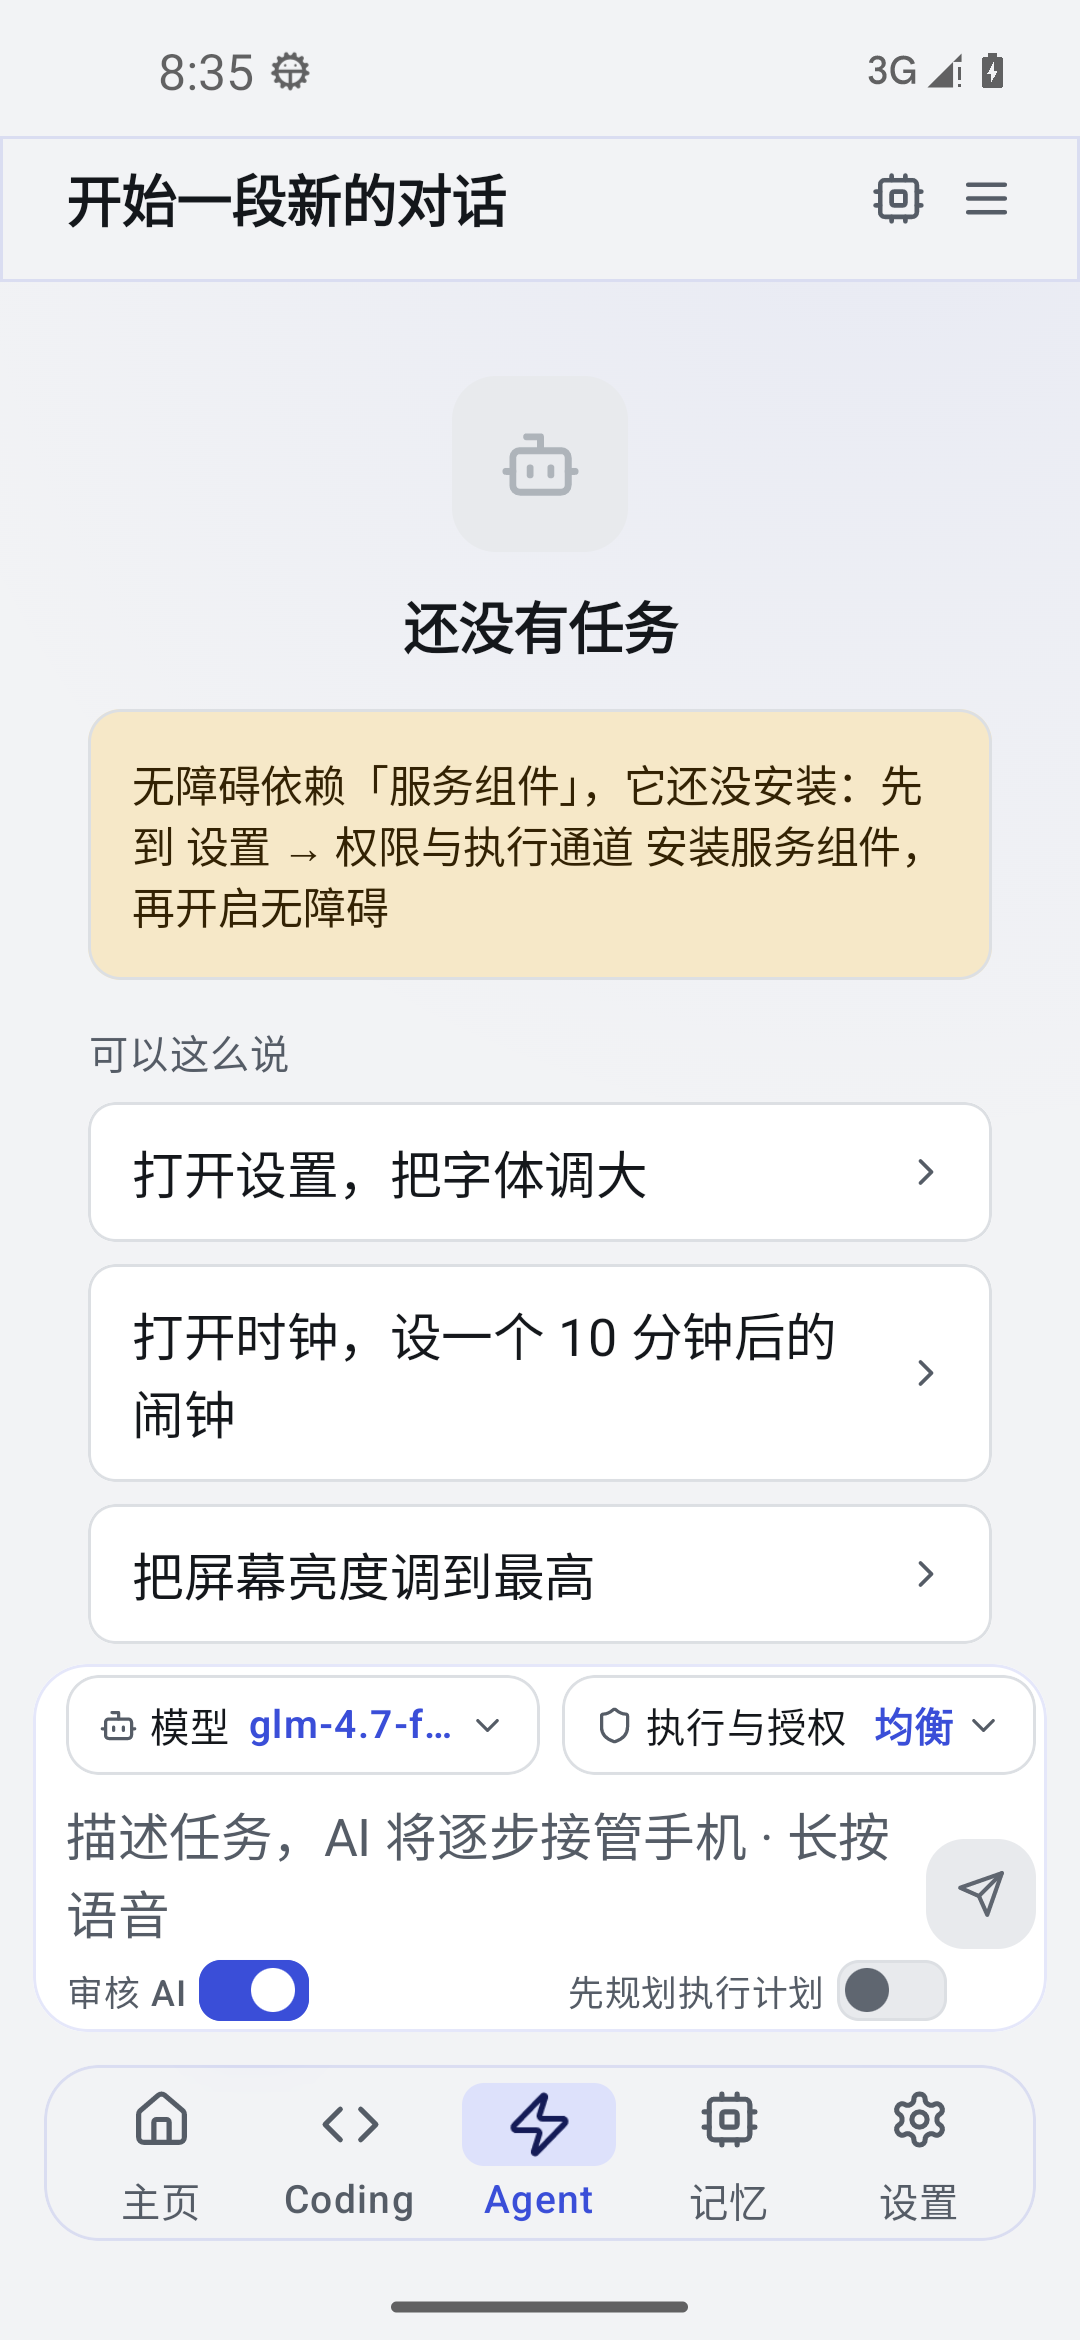 8:35
3G
开始一段新的对话
还没有任务
无障碍依赖「服务组件」，它还没安装：先
到 设置 → 权限与执行通道 安装服务组件，
再开启无障碍
可以这么说
打开设置，把字体调大
打开时钟，设一个 10 分钟后的
闹钟
把屏幕亮度调到最高
模型 glm-4.7-f...
执行与授权 均衡
描述任务，AI 将逐步接管手机 · 长按
语音
审核 AI
先规划执行计划
主页
Coding
Agent
记忆
设置